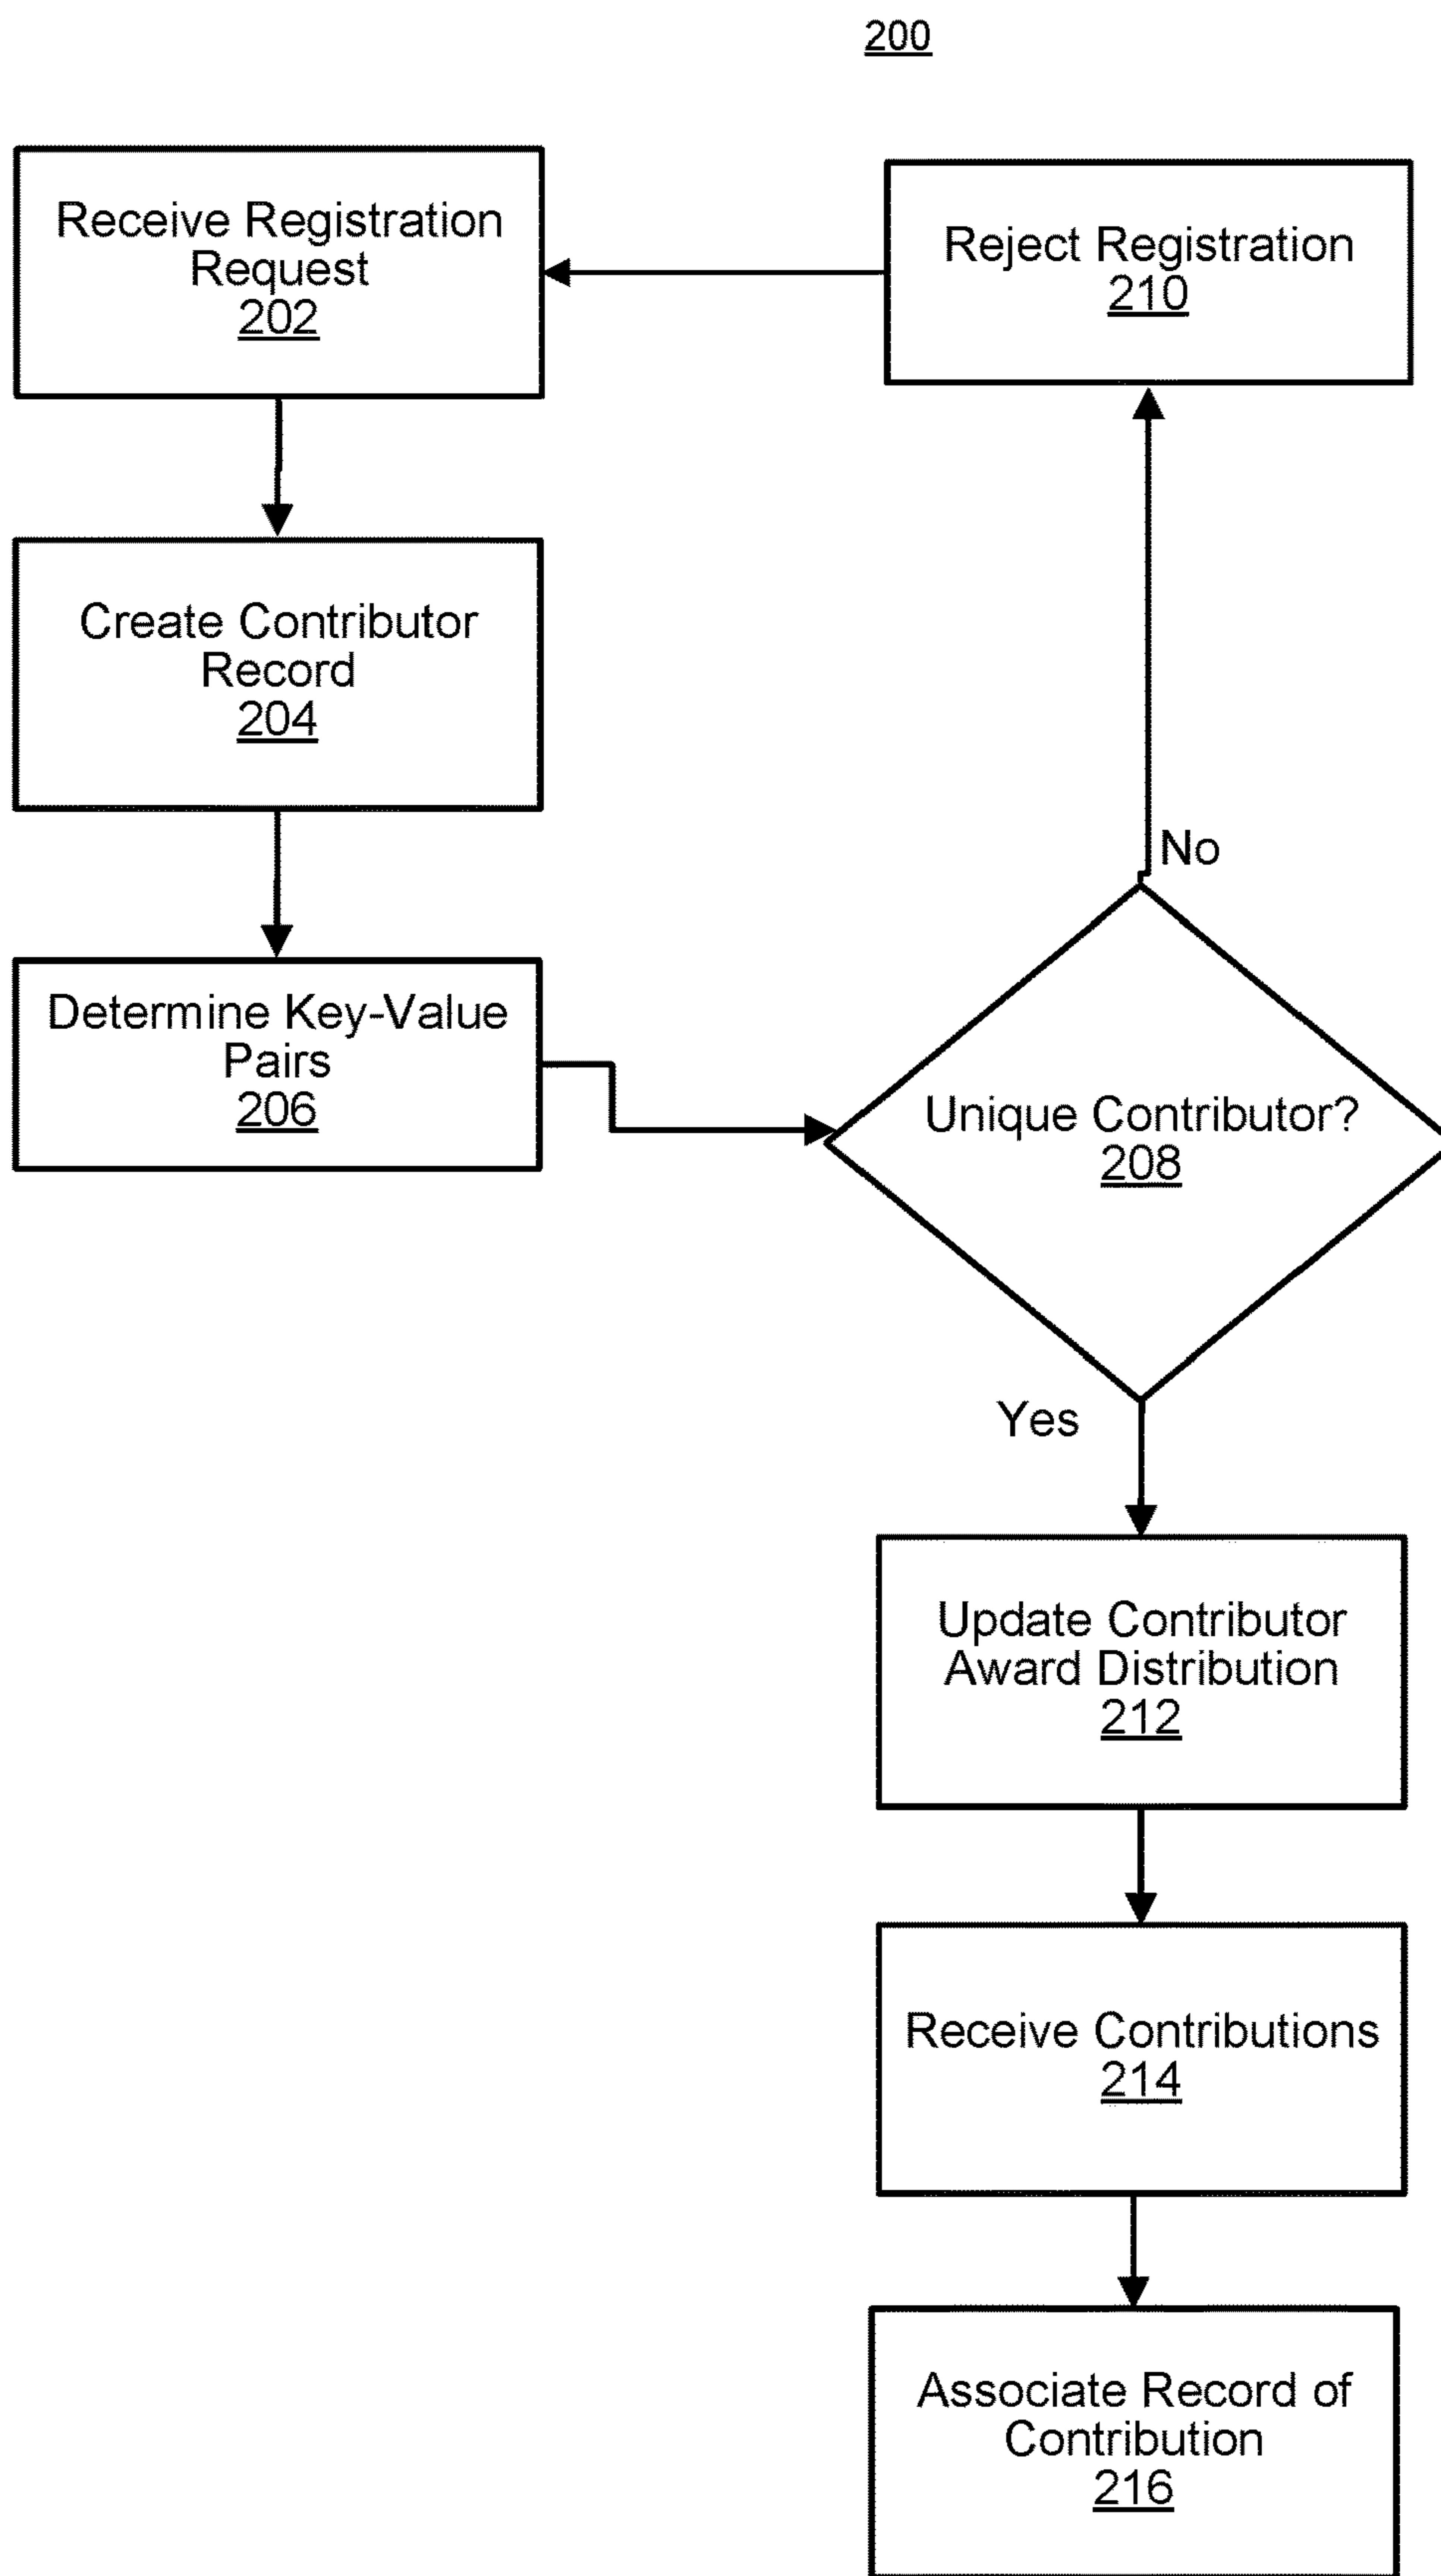 200
Receive Registration
Request
202
Reject Registration
210
Create Contributor
Record
204
No
Determine Key-Value
Pairs
206
Unique Contributor?
208
Yes
Update Contributor
Award Distribution
212
Receive Contributions
214
Associate Record of
Contribution
216